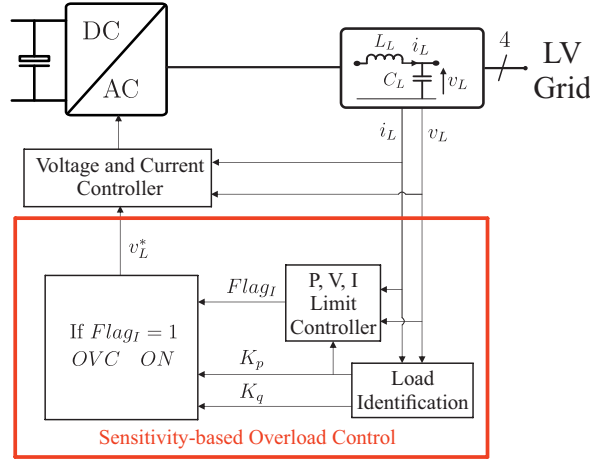 DC
AC
L_L
i_L
C_L
v_L
4
LV
Grid
i_L
v_L
Voltage and Current
Controller
v_L^*
P, V, I
Limit
Controller
Flag_I
If Flag_I = 1
OVC ON
K_p
K_q
Load
Identification
Sensitivity-based Overload Control